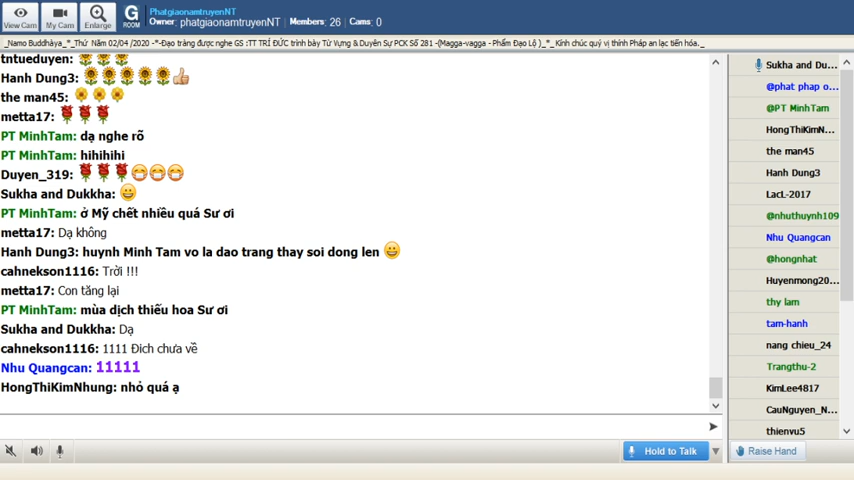 View Cam
My Cam
Enlarge
G
ROOM
PhatgiaonamtruyenNT
Owner: phatgiaonamtruyenNT | Members: 26 | Cams: 0
_Namo Buddhàya_*_Thứ Năm 02/04 /2020 -*-Đạo tràng được nghe GS :TT TRÍ ĐỨC trình bày Từ Vựng & Duyên Sự PCK Số 281 -(Magga-vagga - Phẩm Đạo Lộ )_*_ Kính chúc quý vị thính Pháp an lạc tiến hóa._
tntueduyen:
Hanh Dung3:
the man45:
metta17:
PT MinhTam: dạ nghe rõ
PT MinhTam: hihihihi
Duyen_319:
Sukha and Dukkha:
PT MinhTam: ở Mỹ chết nhiều quá Sư ơi
metta17: Dạ không
Hanh Dung3: huynh Minh Tam vo la dao trang thay soi dong len
cahnekson1116: Trời !!!
metta17: Con tăng lại
PT MinhTam: mùa dịch thiếu hoa Sư ơi
Sukha and Dukkha: Dạ
cahnekson1116: 1111 Đich chưa về
Nhu Quangcan: 11111
HongThiKimNhung: nhỏ quá ạ
Sukha and Du...
@phat phap o...
@PT MinhTam
HongThiKimN...
the man45
Hanh Dung3
LacL-2017
@nhuthuynh109
Nhu Quangcan
@hongnhat
Huyenmong20...
thy lam
tam-hanh
nang chieu_24
Trangthu-2
KimLee4817
CauNguyen_N...
thienvu5
Hold to Talk
Raise Hand